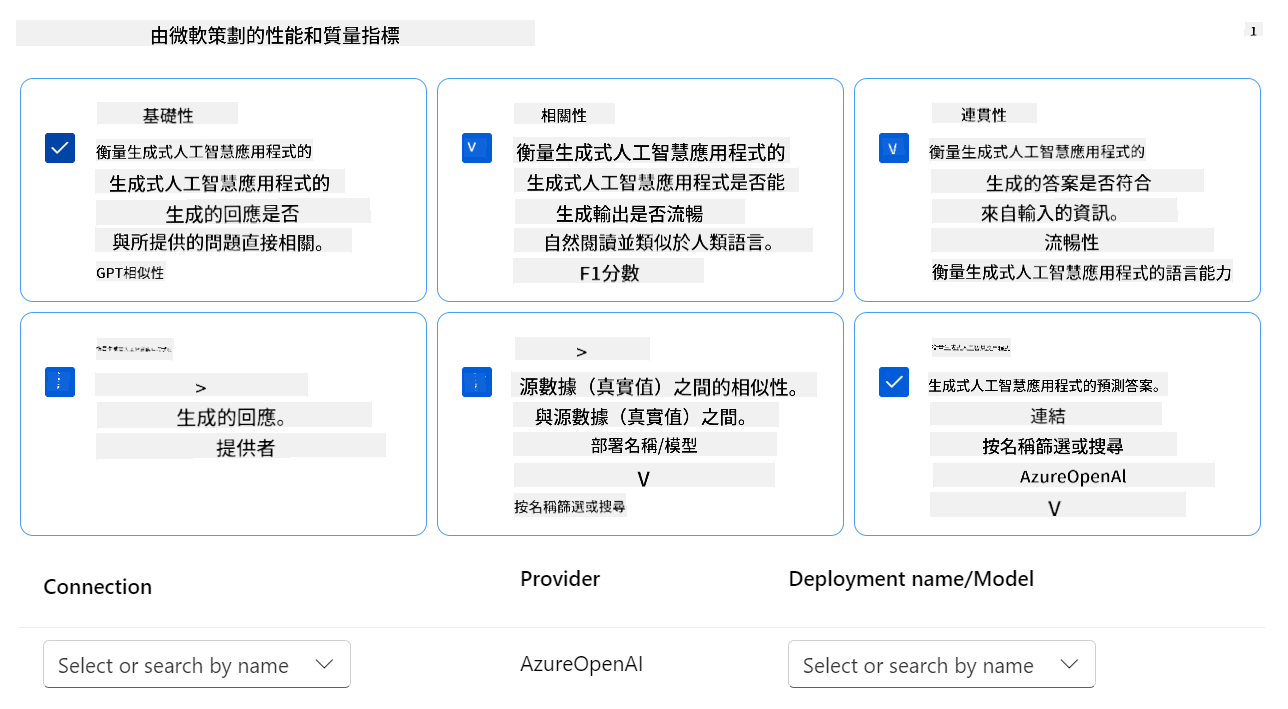 由微軟策劃的性能和質量指標
1
基礎性
衡量生成式人工智慧應用程式的
生成式人工智慧應用程式的
生成的回應是否
與所提供的問題直接相關。
GPT相似性
相關性
衡量生成式人工智慧應用程式的
生成式人工智慧應用程式是否能
生成輸出是否流暢
自然閱讀並類似於人類語言。
F1分數
連貫性
衡量生成式人工智慧應用程式的
生成的答案是否符合
來自輸入的資訊。
流暢性
衡量生成式人工智慧應用程式的語言能力
>
生成的回應。
提供者
>
源數據（真實值）之間的相似性。
與源數據（真實值）之間。
部署名稱/模型
V
按名稱篩選或搜尋
生成式人工智慧應用程式的預測答案。
連結
按名稱篩選或搜尋
AzureOpenAl
V
Connection
Provider
Deployment name/Model
Select or search by name
AzureOpenAI
Select or search by name